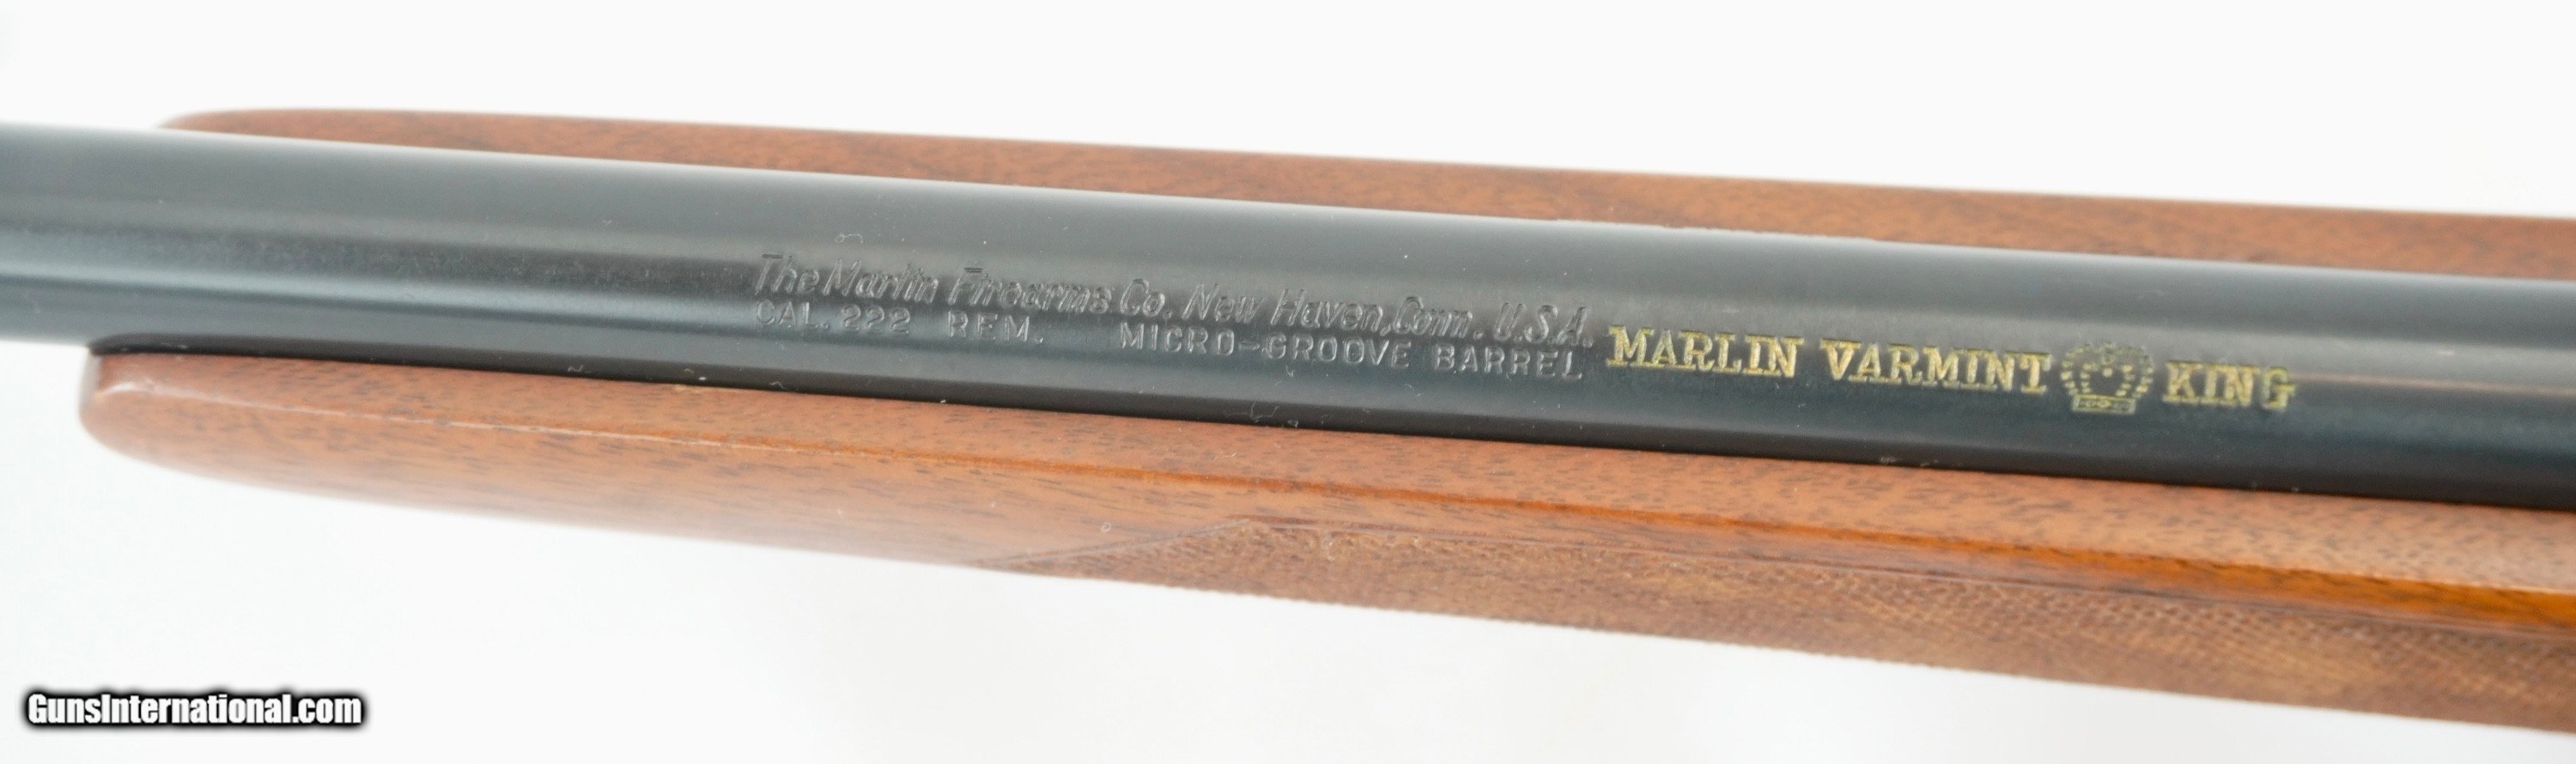 The Marlin Firearms Co. New Haven, Conn. U.S.A.
CAL. 222 REM. MICRO-GROOVE BARREL
MARLIN VARMINT KING
GunsInternational.com